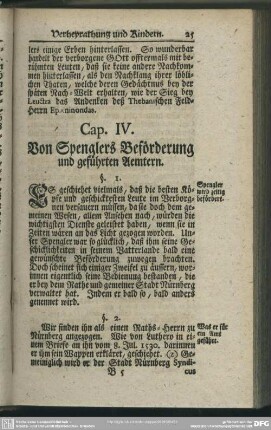 Verheyrathung und Kindern. 25
lers einige Erben hinterlassen. So wunderbar
handelt der verborgene GOtt offtermals mit be-
rühmten Leuten, daß sie keine andere Nachkom-
men hinterlassen, als den Nachklang ihrer löbli-
chen Thaten, welche deren Gedächtnus bey der
späten Nach-Welt erhalten, wie der Sieg bey
Leuctra das Andenken deß Thebanischen Feld-
Herrn Epaminondas.
Cap. IV.
Von Spenglers Beförderung
und geführten Aemtern.
§. 1.
ES geschiehet vielmals, daß die besten Kö-
pfe und geschicktesten Leute im Verborg-
nen versauren müssen, da sie doch dem ge-
meinen Wesen, allem Ansehen nach, würden die
wichtigsten Dienste geleistet haben, wenn sie in
Zeiten wären an das Licht gezogen worden. Un-
ser Spengler war so glücklich, daß ihm seine Ge-
schicklichkeiten in seinem Vatterlande bald eine
gewünschte Beförderung zuwegen brachten.
Doch scheinet sich einiger Zweifel zu äussern, wor-
innen eigentlich seine Bedienung bestanden, die
er bey dem Rathe und gemeiner Stadt Nürnberg
verwaltet hat. Indem er bald so, bald anders
genennet wird.
Spengler
wird zeitig
befördert.
§. 2.
Wir finden ihn als einen Raths-Herrn zu
Nürnberg angezogen. Wie von Luthero in ei-
nem Briefe an ihn vom 8. Jul. 1530. darinnen
er ihm sein Wappen erkläret, geschiehet. (z) Ge-
meiniglich wird er der Stadt Nürnberg Syndi-
Was er für
ein Amt
geführt.
B 5 cus